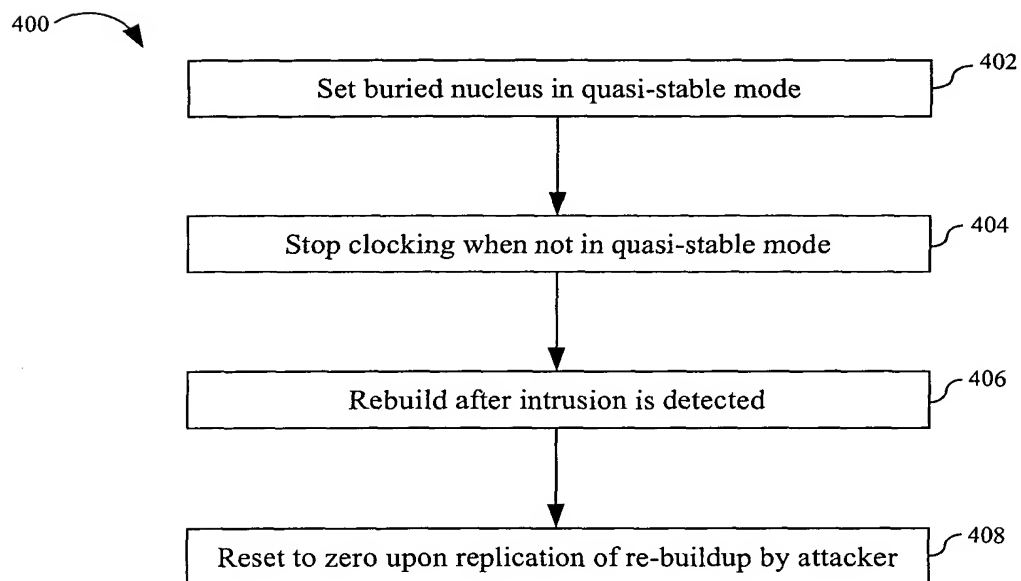 400
402
Set buried nucleus in quasi-stable mode
404
Stop clocking when not in quasi-stable mode
406
Rebuild after intrusion is detected
408
Reset to zero upon replication of re-buildup by attacker